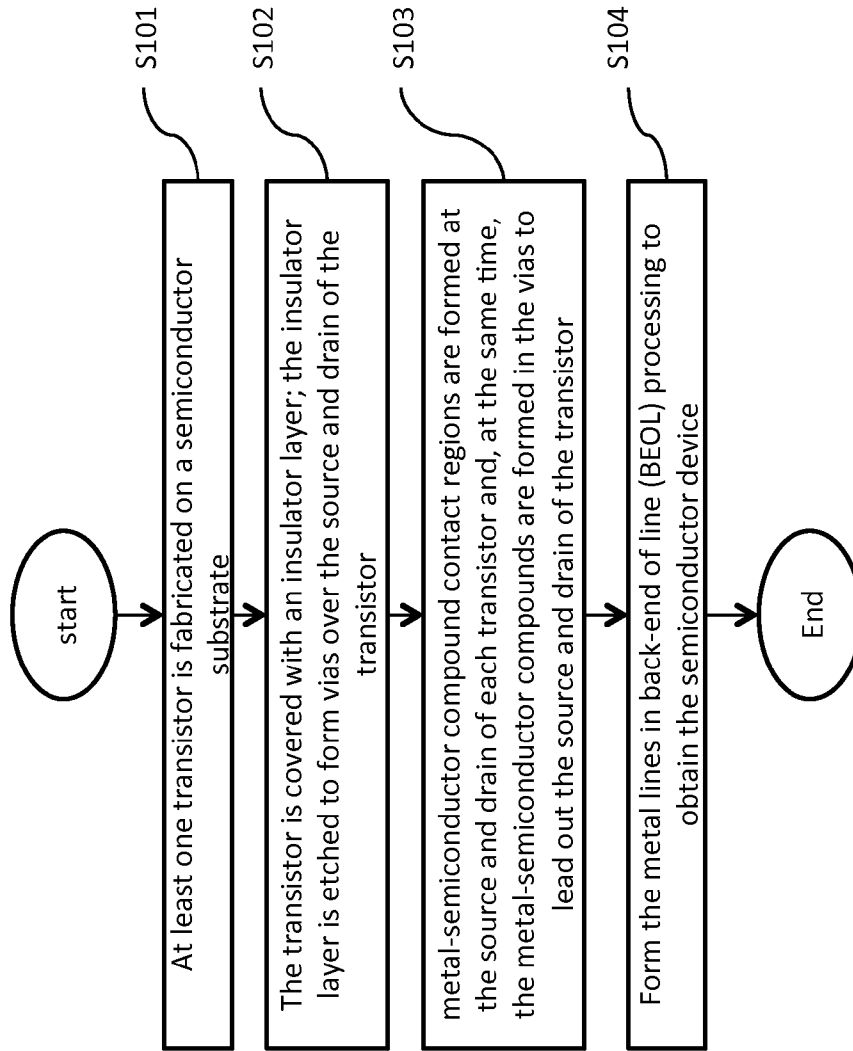 start
At least one transistor is fabricated on a semiconductor
substrate
S101
The transistor is covered with an insulator layer; the insulator
layer is etched to form vias over the source and drain of the
transistor
S102
metal-semiconductor compound contact regions are formed at
the source and drain of each transistor and, at the same time,
the metal-semiconductor compounds are formed in the vias to
lead out the source and drain of the transistor
S103
Form the metal lines in back-end of line (BEOL) processing to
obtain the semiconductor device
S104
End